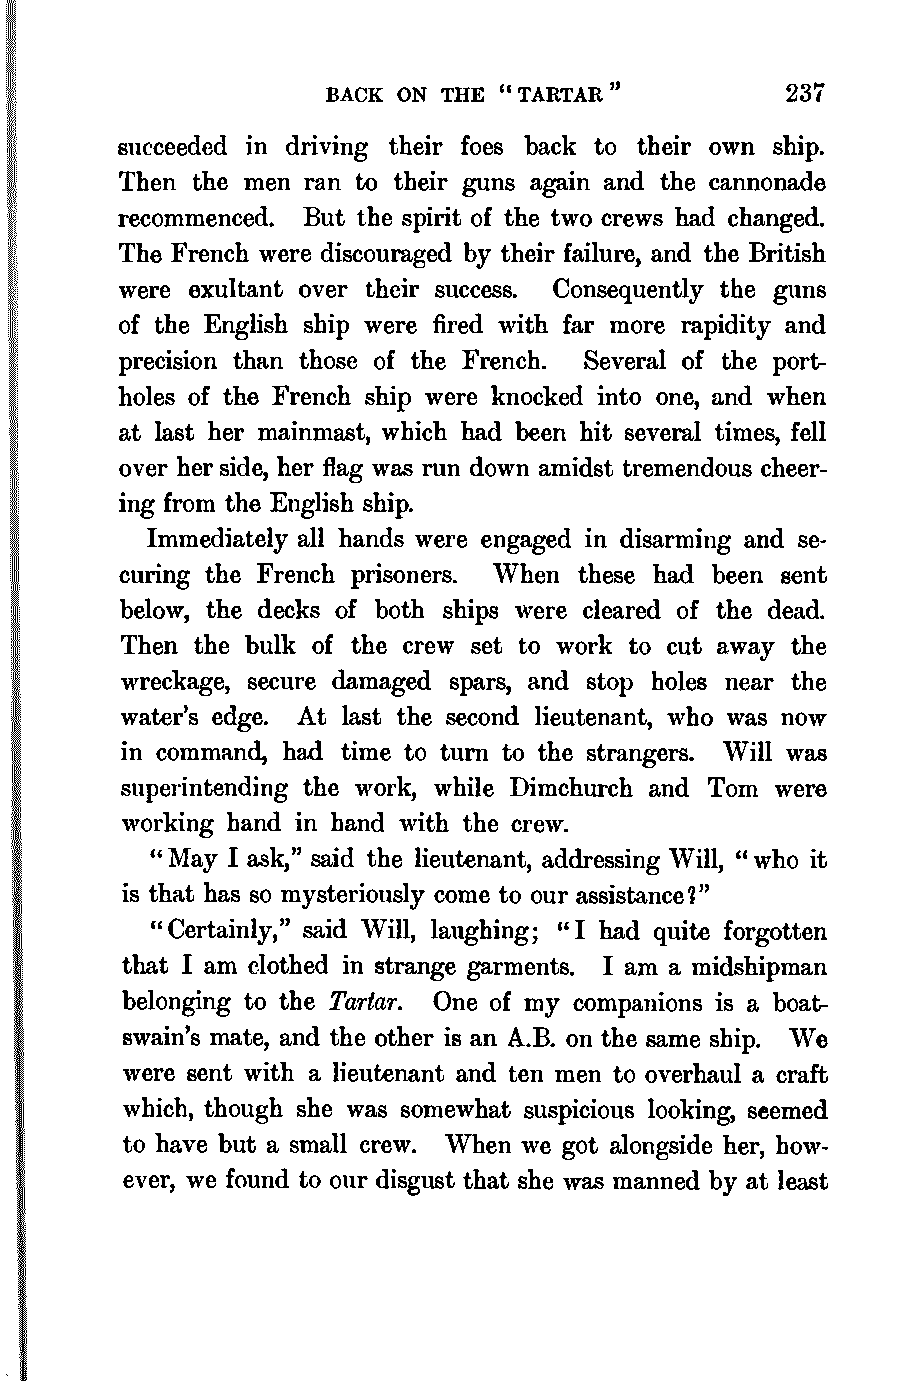 BACK ON THE "TARTAR" 237
succeeded in driving their foes back to their own ship.
Then the men ran to their guns again and the cannonade
recommenced. But the spirit of the two crews had changed.
The French were discouraged by their failure, and the British
were exultant over their success. Consequently the guns
of the English ship were fired with far more rapidity and
precision than those of the French. Several of the port-
holes of the French ship were knocked into one, and when
at last her mainmast, which had been hit several times, fell
over her side, her flag was run down amidst tremendous cheer-
ing from the English ship.
Immediately all hands were engaged in disarming and se-
curing the French prisoners. When these had been sent
below, the decks of both ships were cleared of the dead.
Then the bulk of the crew set to work to cut away the
wreckage, secure damaged spars, and stop holes near the
water's edge. At last the second lieutenant, who was now
in command, had time to turn to the strangers. Will was
superintending the work, while Dimchurch and Tom were
working hand in hand with the crew.
"May I ask," said the lieutenant, addressing Will, "who it
is that has so mysteriously come to our assistance?"
"Certainly," said Will, laughing; "I had quite forgotten
that I am clothed in strange garments. I am a midshipman
belonging to the Tartar. One of my companions is a boat-
swain's mate, and the other is an A.B. on the same ship. We
were sent with a lieutenant and ten men to overhaul a craft
which, though she was somewhat suspicious looking, seemed
to have but a small crew. When we got alongside her, how-
ever, we found to our disgust that she was manned by at least